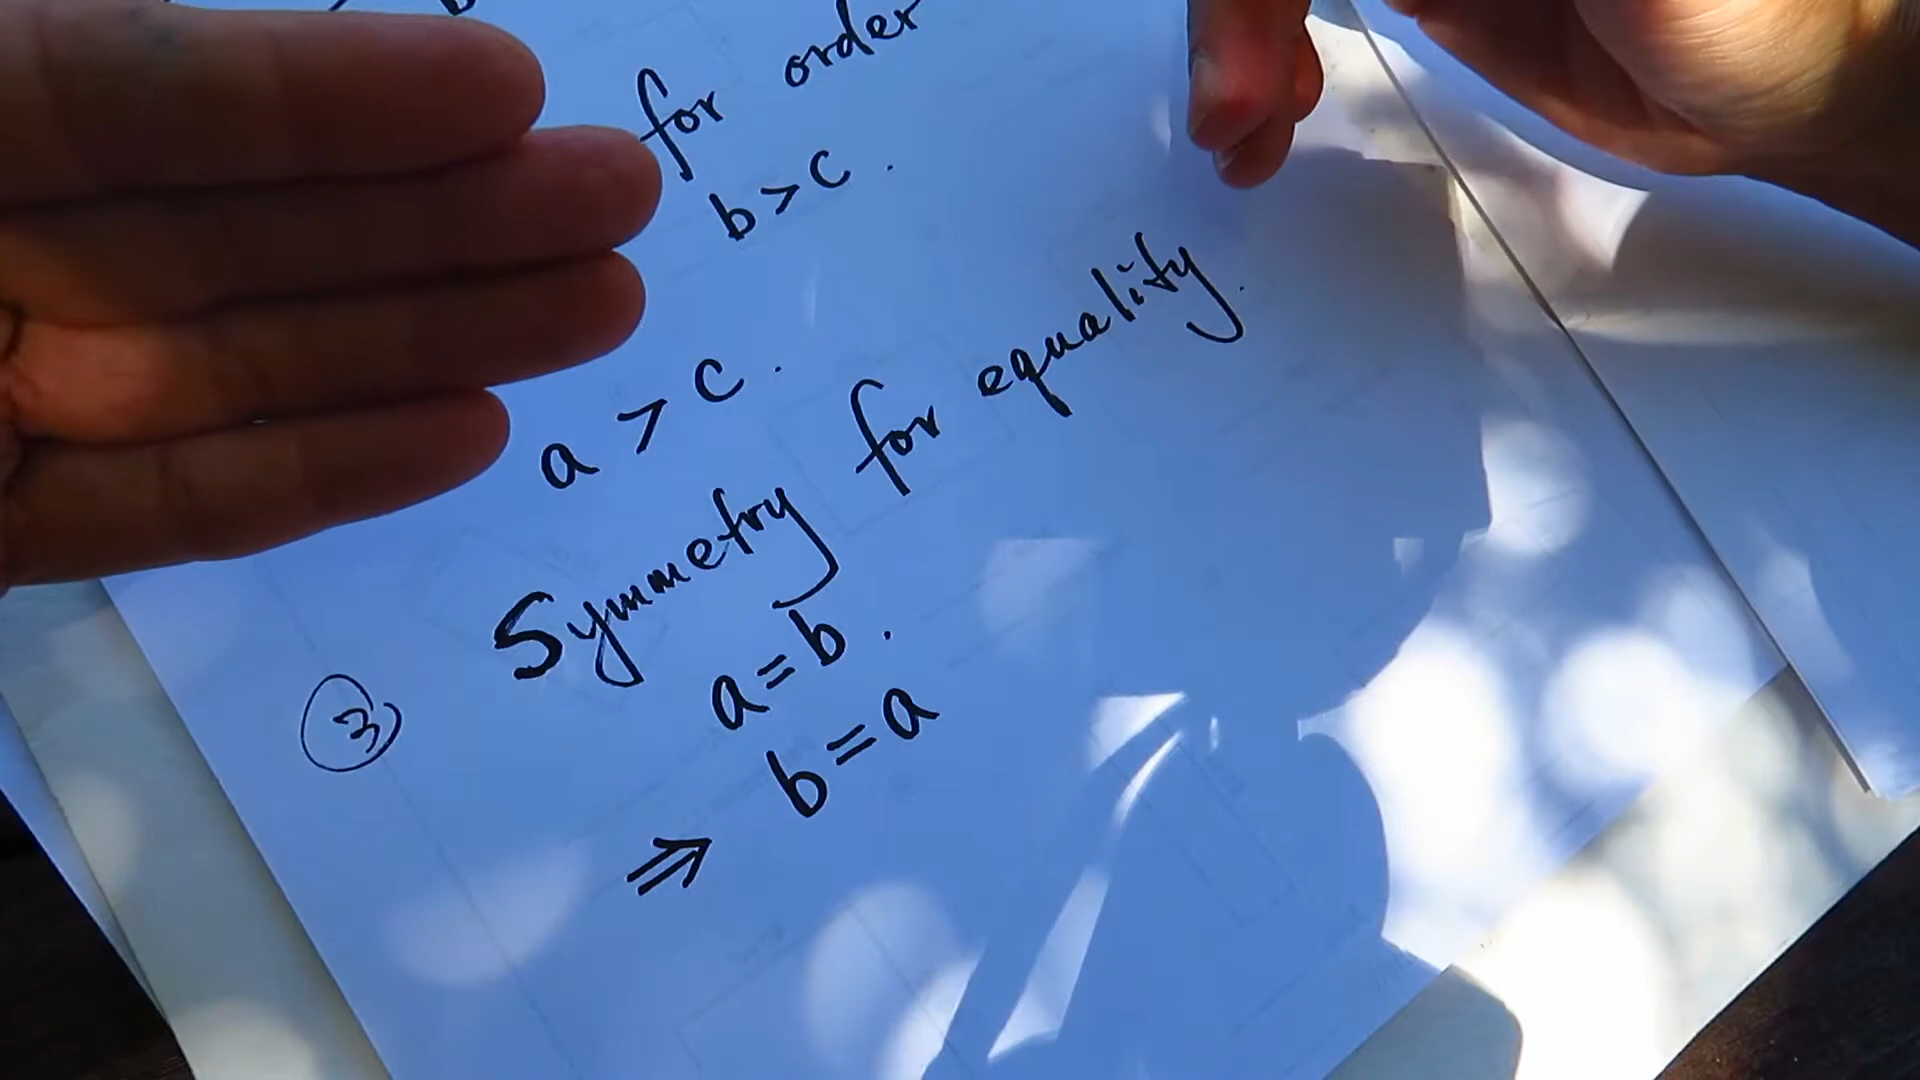 for order
b > c.
a > c.
③ Symmetry for equality.
a = b.
⇒ b = a